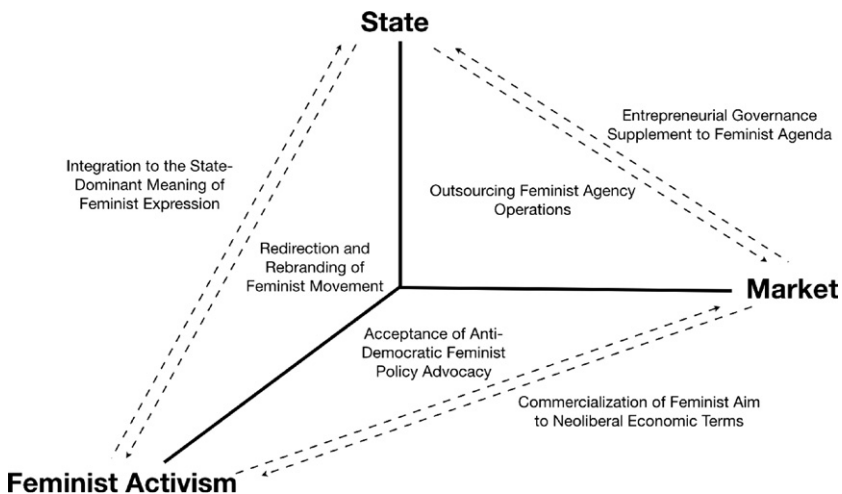 State
Entrepreneurial Governance
Supplement to Feminist Agenda
Integration to the State-
Dominant Meaning of
Feminist Expression
Outsourcing Feminist Agency
Operations
Redirection and
Rebranding of
Feminist Movement
Market
Acceptance of Anti-
Democratic Feminist
Policy Advocacy
Commercialization of Feminist Aim
to Neoliberal Economic Terms
Feminist Activism